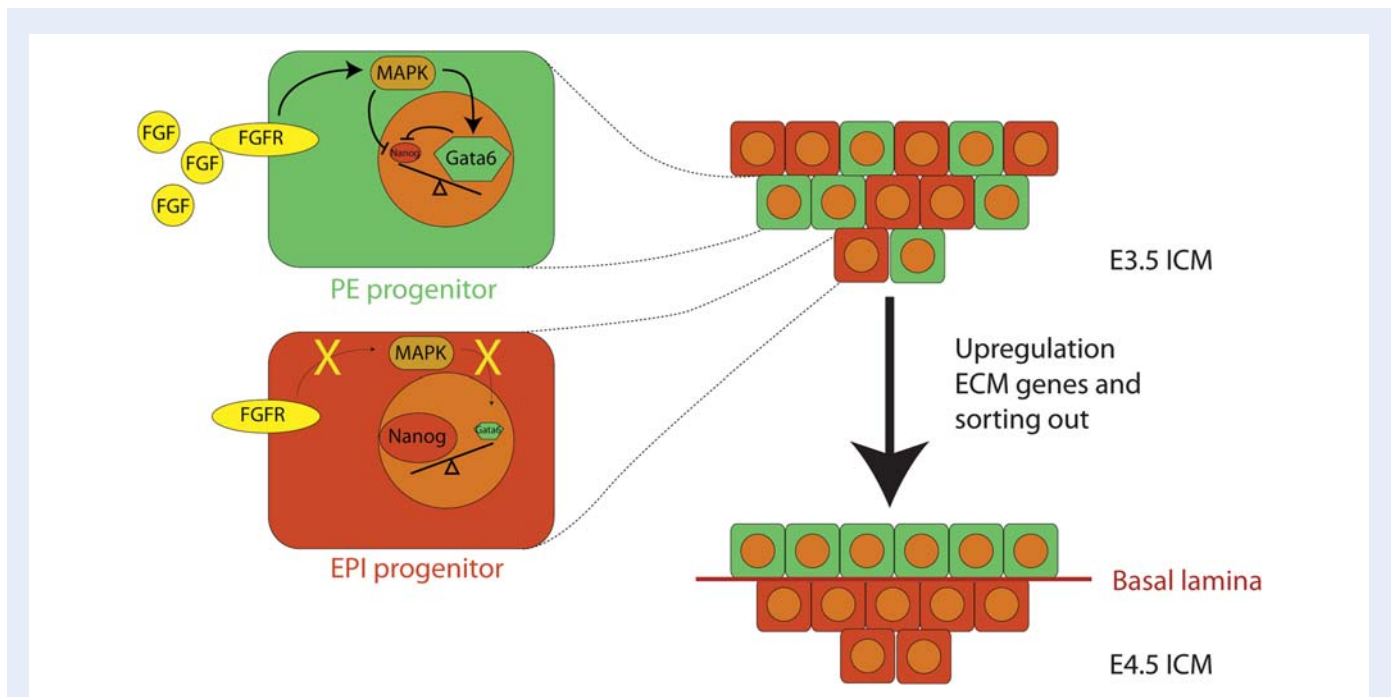 MAPK
FGFR
FGF
FGF
FGF
Nanog
Gata6
PE progenitor
E3.5 ICM
X
MAPK
X
FGFR
Nanog
Gata6
EPI progenitor
Upregulation
ECM genes and
sorting out
Basal lamina
E4.5 ICM